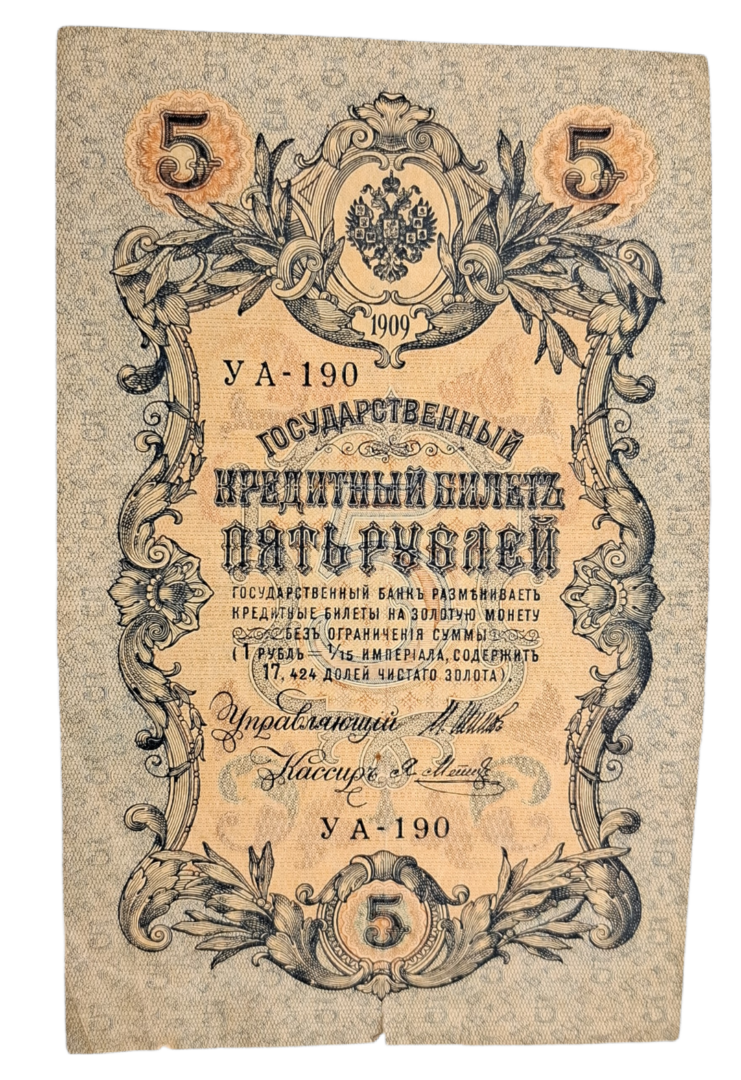 5 5
1909
УА-190
ГОСУДАРСТВЕННЫЙ
КРЕДИТНЫЙ БИЛЕТЪ
ПЯТЬ РУБЛЕЙ
ГОСУДАРСТВЕННЫЙ БАНКЪ РАЗМѢНИВАЕТЪ
КРЕДИТНЫЕ БИЛЕТЫ НА ЗОЛОТУЮ МОНЕТУ
БЕЗЪ ОГРАНИЧЕНІЯ СУММЫ
(1 РУБЛЬ = 1/15 ИМПЕРІАЛА, СОДЕРЖИТЪ
17,424 ДОЛЕЙ ЧИСТАГО ЗОЛОТА).
Управляющій
Кассиръ
УА-190
5